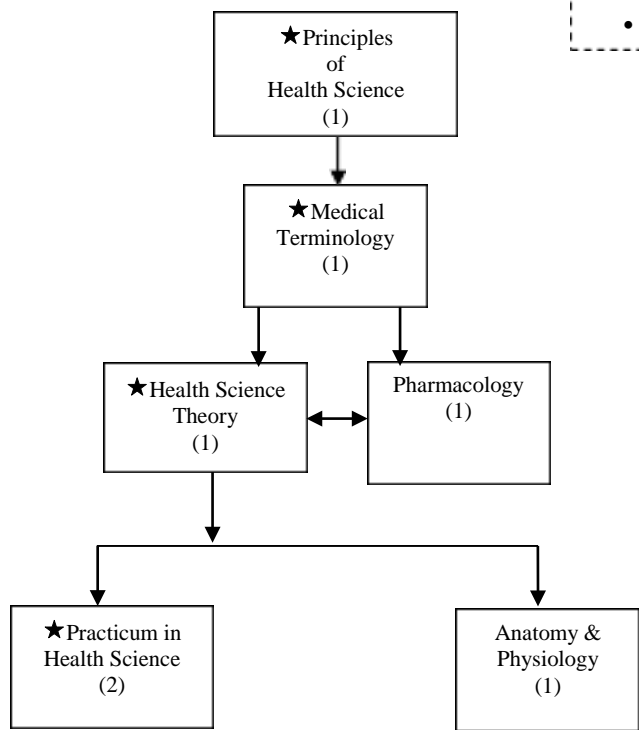 ★Principles
of
Health Science
(1)
★Medical
Terminology
(1)
★Health Science
Theory
(1)
Pharmacology
(1)
★Practicum in
Health Science
(2)
Anatomy &
Physiology
(1)